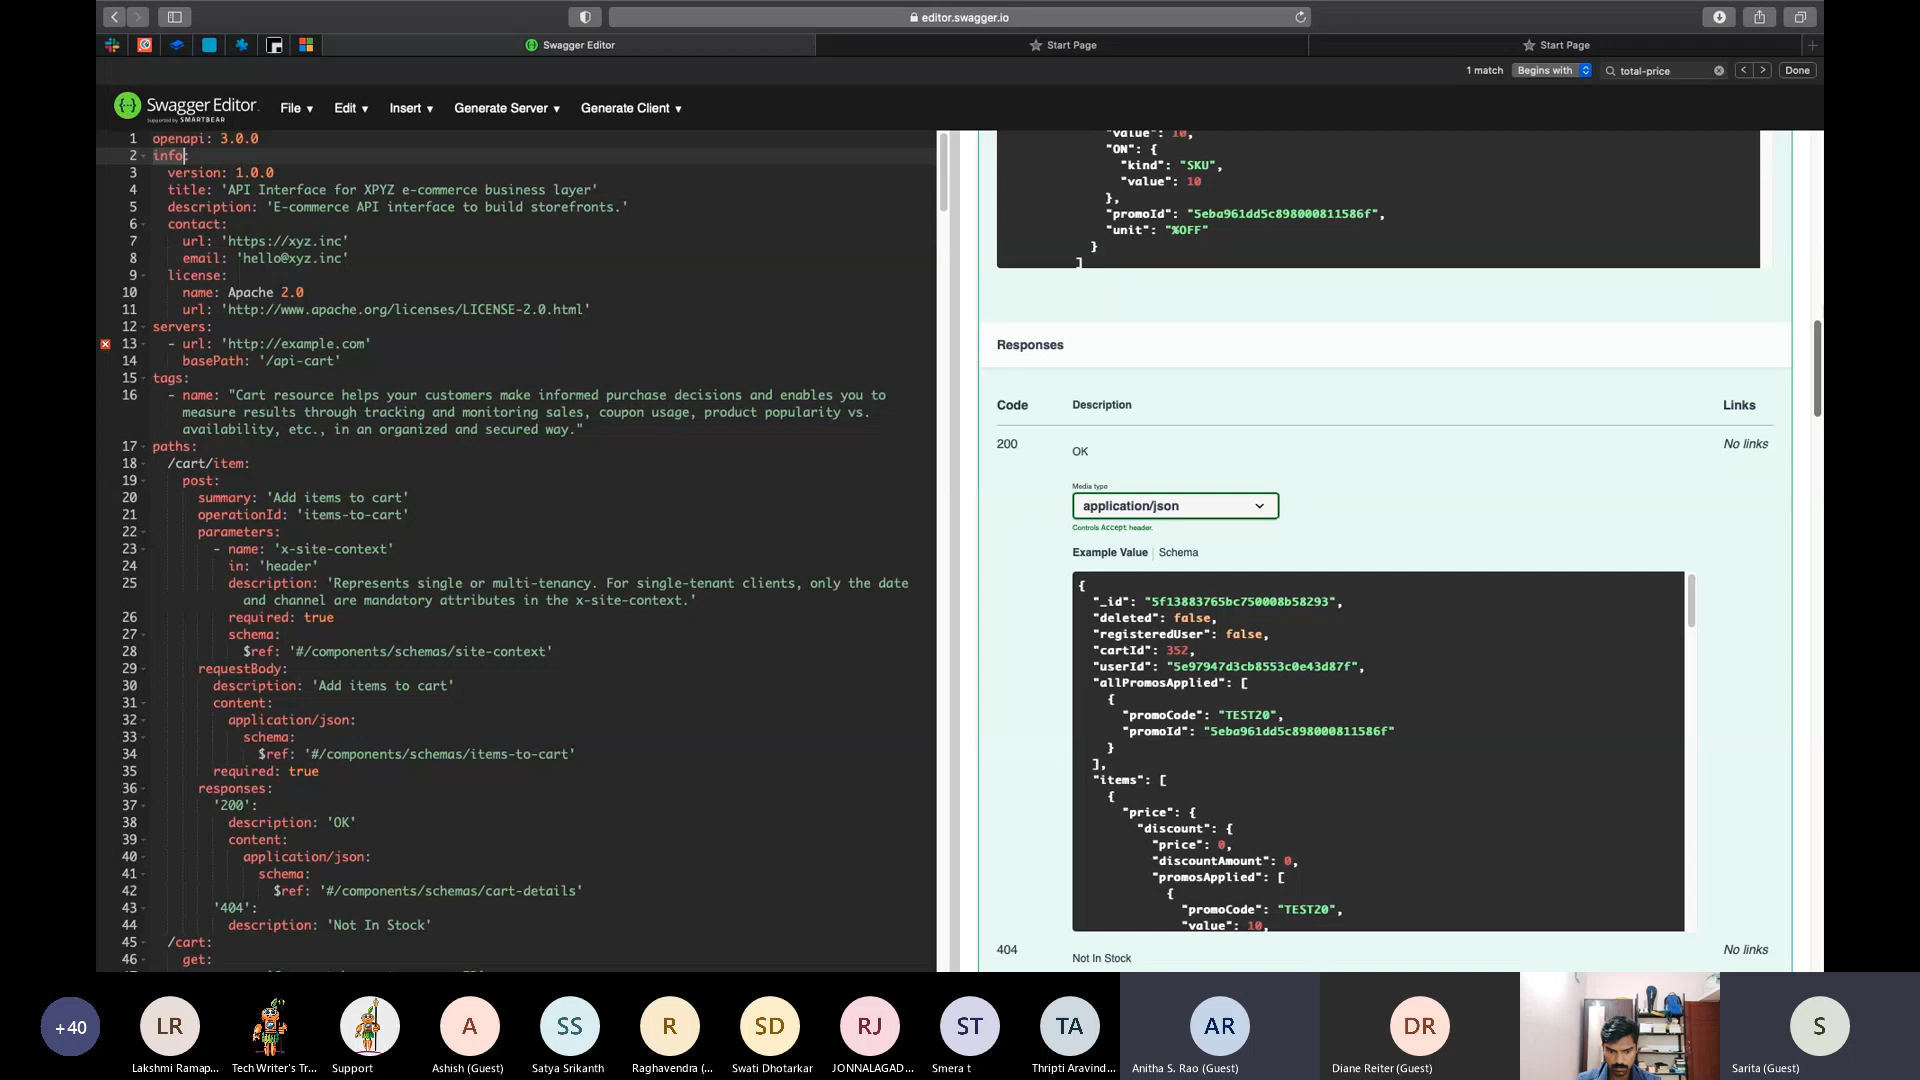 editor.swagger.io
Swagger Editor
Start Page
Start Page
1 match
Begins with
total-price
Done
Swagger Editor.
Supported by SMARTBEAR
File
Edit
Insert
Generate Server
Generate Client
1 openapi: 3.0.0
2 info:
3 version: 1.0.0
4 title: 'API Interface for XPYZ e-commerce business layer'
5 description: 'E-commerce API interface to build storefronts.'
6 contact:
7 url: 'https://xyz.inc'
8 email: 'hello@xyz.inc'
9 license:
10 name: Apache 2.0
11 url: 'http://www.apache.org/licenses/LICENSE-2.0.html'
12 servers:
13 - url: 'http://example.com'
14 basePath: '/api-cart'
15 tags:
16 - name: "Cart resource helps your customers make informed purchase decisions and enables you to
measure results through tracking and monitoring sales, coupon usage, product popularity vs.
availability, etc., in an organized and secured way."
17 paths:
18 /cart/item:
19 post:
20 summary: 'Add items to cart'
21 operationId: 'items-to-cart'
22 parameters:
23 - name: 'x-site-context'
24 in: 'header'
25 description: 'Represents single or multi-tenancy. For single-tenant clients, only the date
and channel are mandatory attributes in the x-site-context.'
26 required: true
27 schema:
28 $ref: '#/components/schemas/site-context'
29 requestBody:
30 description: 'Add items to cart'
31 content:
32 application/json:
33 schema:
34 $ref: '#/components/schemas/items-to-cart'
35 required: true
36 responses:
37 '200':
38 description: 'OK'
39 content:
40 application/json:
41 schema:
42 $ref: '#/components/schemas/cart-details'
43 '404':
44 description: 'Not In Stock'
45 /cart:
46 get:
"value": 10,
"ON": {
"kind": "SKU",
"value": 10
},
"promoId": "5eba961dd5c898000811586f",
"unit": "%OFF"
}
]
Responses
Code Description Links
200 OK No links
Media type
application/json
Controls Accept header.
Example Value Schema
{
"_id": "5f13883765bc750008b58293",
"deleted": false,
"registeredUser": false,
"cartId": 352,
"userId": "5e97947d3cb8553c0e43d87f",
"allPromosApplied": [
{
"promoCode": "TEST20",
"promoId": "5eba961dd5c898000811586f"
}
],
"items": [
{
"price": {
"discount": {
"price": 0,
"discountAmount": 0,
"promosApplied": [
{
"promoCode": "TEST20",
"value": 10,
404 Not In Stock No links
+40
LR
A
SS
R
SD
RJ
ST
TA
AR
DR
S
Lakshmi Ramap...
Tech Writer's Tr...
Support
Ashish (Guest)
Satya Srikanth
Raghavendra (...
Swati Dhotarkar
JONNALAGAD...
Smera t
Thripti Aravind...
Anitha S. Rao (Guest)
Diane Reiter (Guest)
Sarita (Guest)